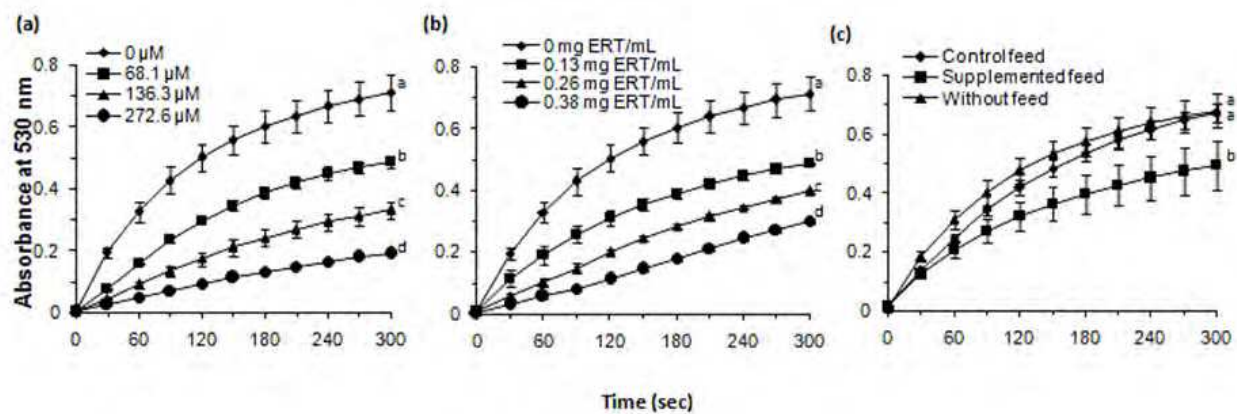 (a)
0 µM
68.1 µM
136.3 µM
272.6 µM
Absorbance at 530 nm
0.8
0.6
0.4
0.2
0
0 60 120 180 240 300
a
b
c
d
(b)
0 mg ERT/mL
0.13 mg ERT/mL
0.26 mg ERT/mL
0.38 mg ERT/mL
0.8
0.6
0.4
0.2
0
0 60 120 180 240 300
a
b
c
d
(c)
Control feed
Supplemented feed
Without feed
0.8
0.6
0.4
0.2
0
0 60 120 180 240 300
a
a
b
Time (sec)